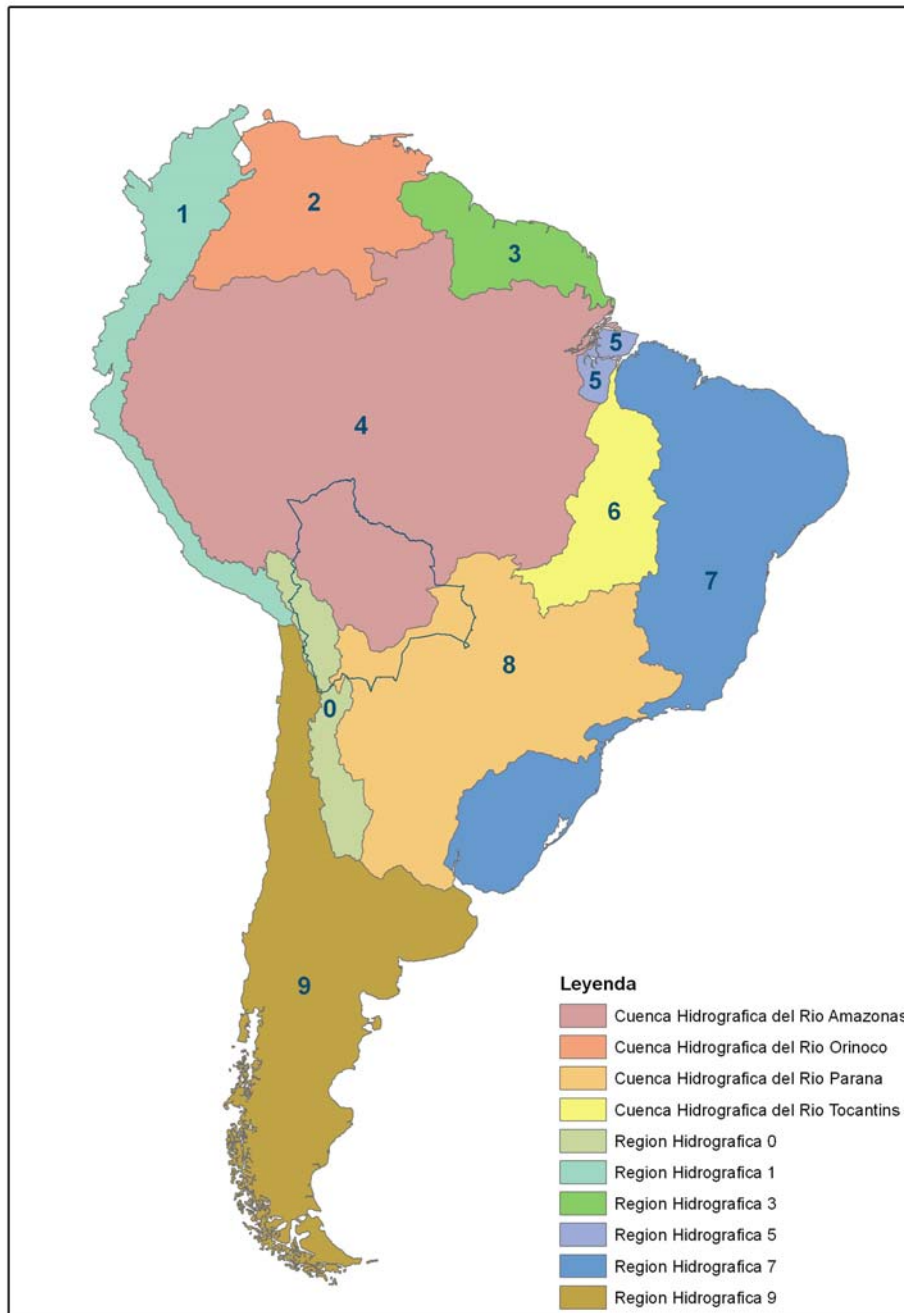 1
2
3
5
5
4
6
7
8
0
9
Leyenda
Cuenca Hidrografica del Rio Amazonas
Cuenca Hidrografica del Rio Orinoco
Cuenca Hidrografica del Rio Parana
Cuenca Hidrografica del Rio Tocantins
Region Hidrografica 0
Region Hidrografica 1
Region Hidrografica 3
Region Hidrografica 5
Region Hidrografica 7
Region Hidrografica 9